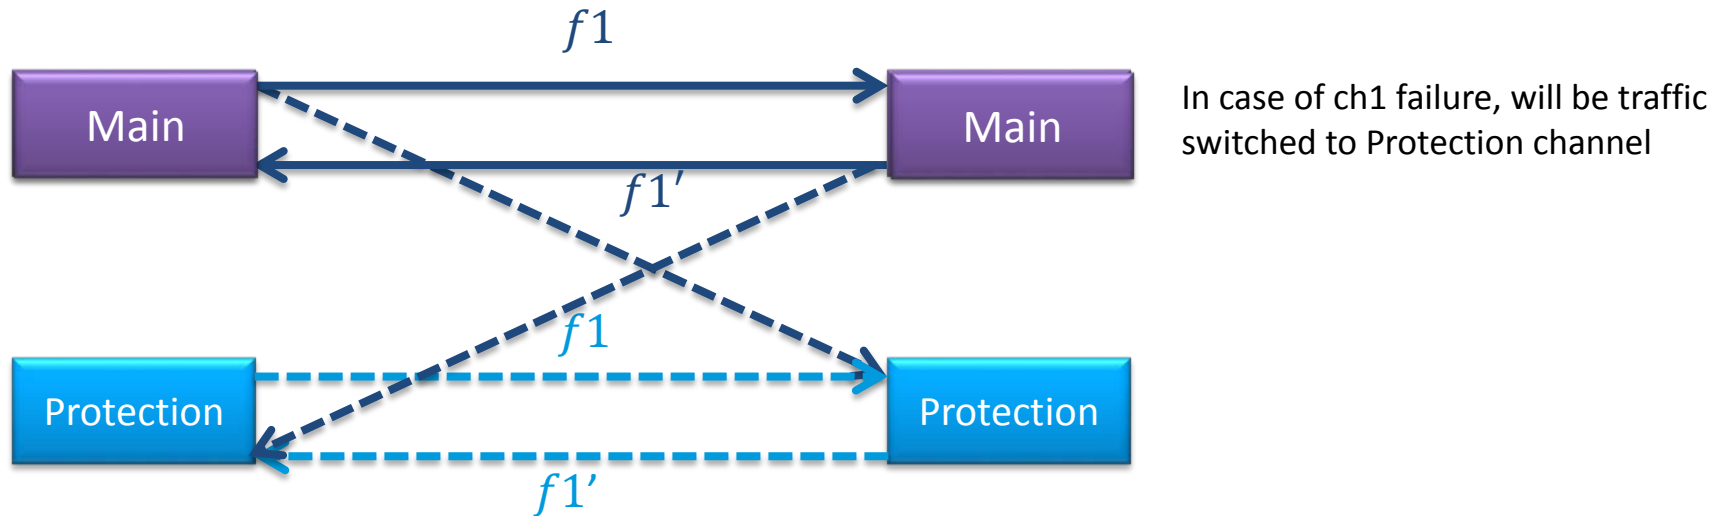 f1
Main
Main
In case of ch1 failure, will be traffic
switched to Protection channel
f1′
f1
Protection
Protection
f1’